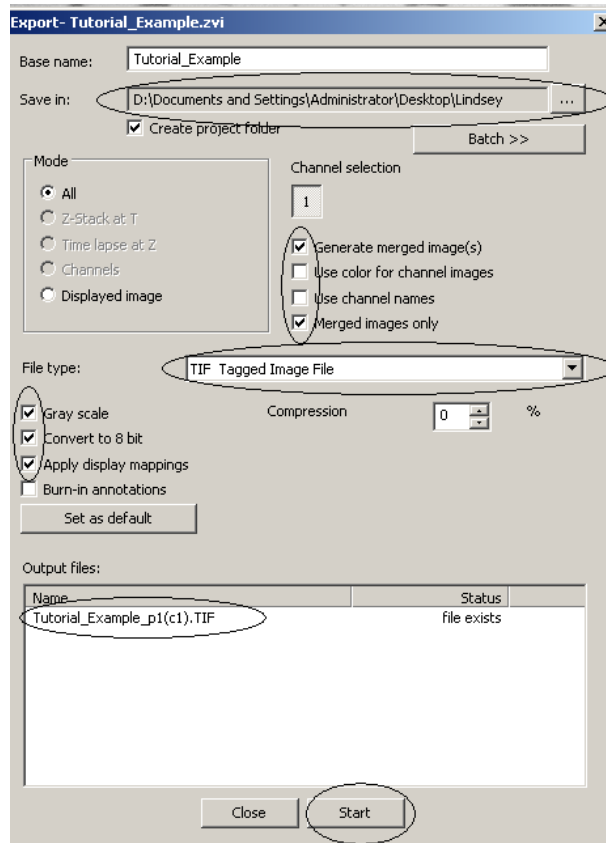 Export- Tutorial_Example.zvi
Base name: Tutorial_Example
Save in: D:\Documents and Settings\Administrator\Desktop\Lindsey ...
Create project folder
Batch >>
Mode
All
Z-Stack at T
Time lapse at Z
Channels
Displayed image
Channel selection
1
Generate merged image(s)
Use color for channel images
Use channel names
Merged images only
File type: TIF Tagged Image File
Gray scale
Convert to 8 bit
Apply display mappings
Burn-in annotations
Compression 0 %
Set as default
Output files:
Name Status
Tutorial_Example_p1(c1).TIF file exists
Close Start